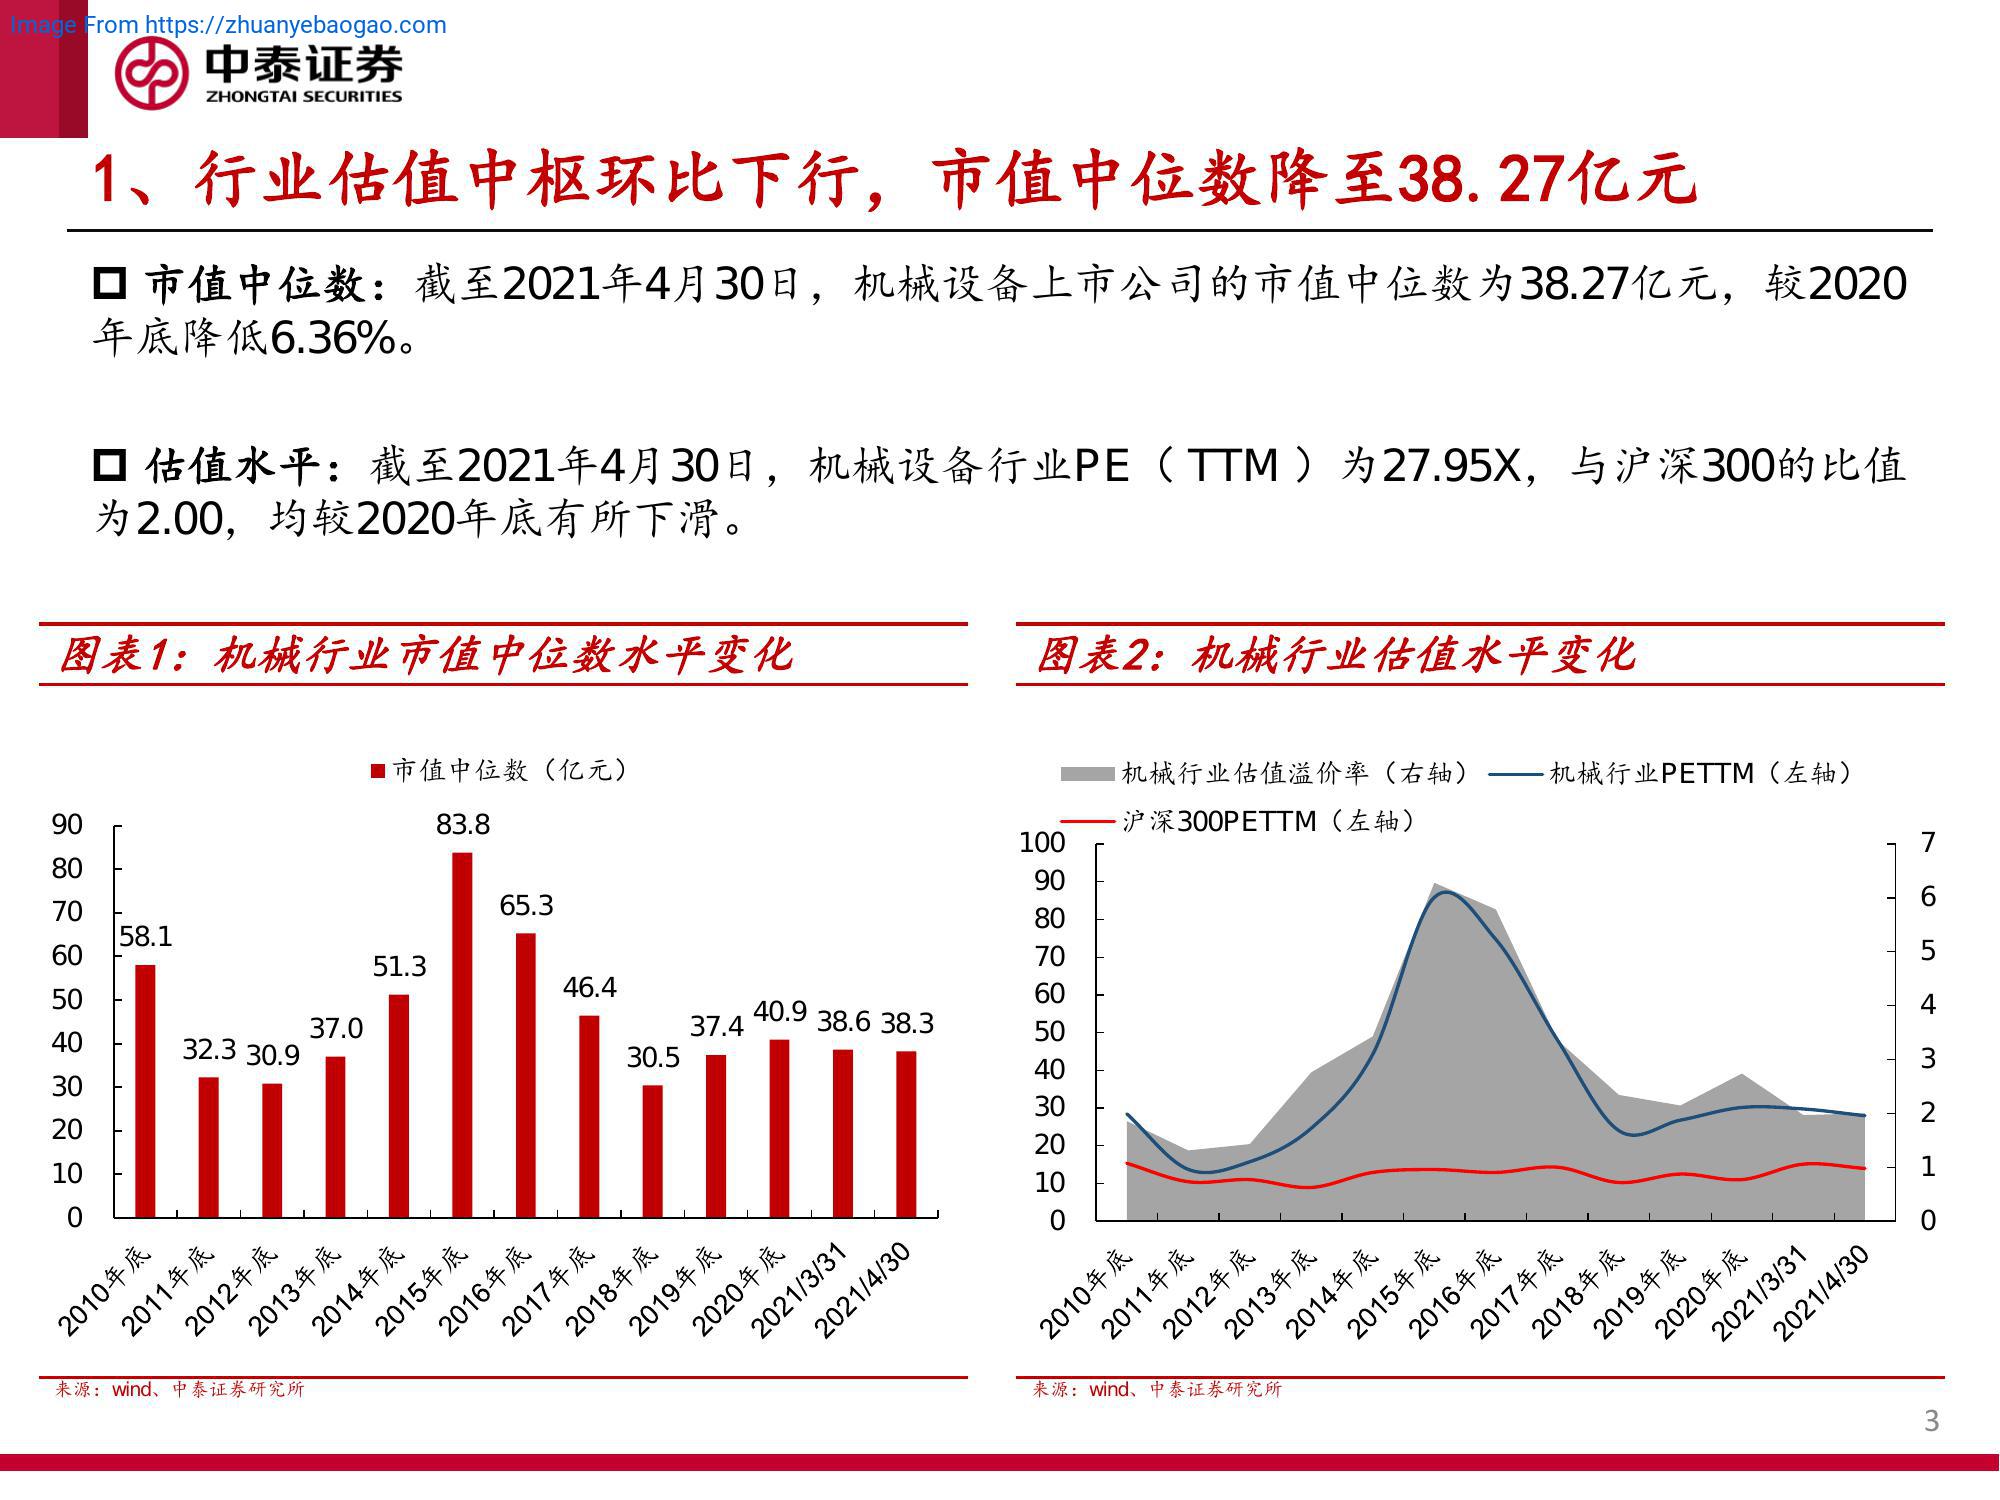 Image From https://zhuanyebaogao.com
中泰证券
ZHONGTAI SECURITIES
1、行业估值中枢环比下行，市值中位数降至38.27亿元
市值中位数：截至2021年4月30日，机械设备上市公司的市值中位数为38.27亿元，较2020
年底降低6.36%。
估值水平：截至2021年4月30日，机械设备行业PE（TTM）为27.95X，与沪深300的比值
为2.00，均较2020年底有所下滑。
图表1：机械行业市值中位数水平变化
市值中位数（亿元）
90
80
70
60
50
40
30
20
10
0
58.1
32.3
30.9
37.0
51.3
83.8
65.3
46.4
30.5
37.4
40.9
38.6
38.3
2010年底
2011年底
2012年底
2013年底
2014年底
2015年底
2016年底
2017年底
2018年底
2019年底
2020年底
2021/3/31
2021/4/30
来源：wind、中泰证券研究所
图表2：机械行业估值水平变化
机械行业估值溢价率（右轴）
机械行业PETTM（左轴）
沪深300PETTM（左轴）
100
90
80
70
60
50
40
30
20
10
0
7
6
5
4
3
2
1
0
2010年底
2011年底
2012年底
2013年底
2014年底
2015年底
2016年底
2017年底
2018年底
2019年底
2020年底
2021/3/31
2021/4/30
来源：wind、中泰证券研究所
3